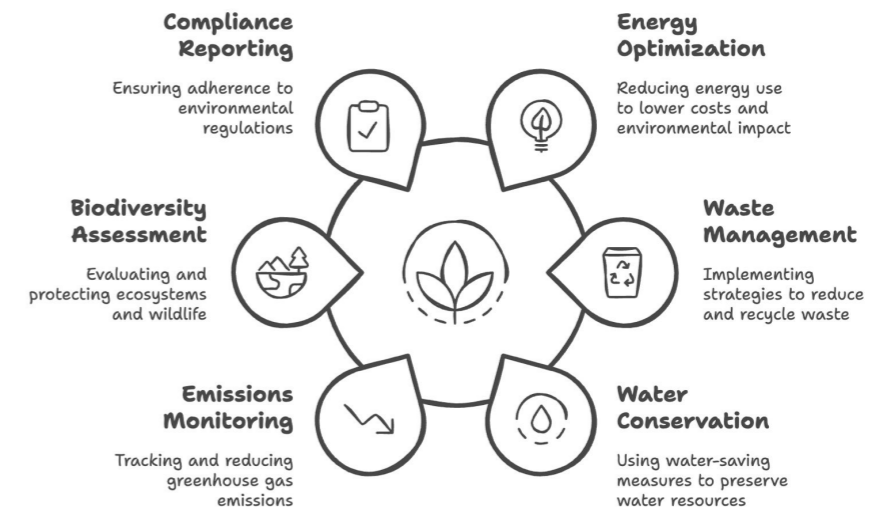 Compliance
Reporting
Ensuring adherence to
environmental
regulations
Energy
Optimization
Reducing energy use
to lower costs and
environmental impact
Biodiversity
Assessment
Evaluating and
protecting ecosystems
and wildlife
Waste
Management
Implementing
strategies to reduce
and recycle waste
Emissions
Monitoring
Tracking and reducing
greenhouse gas
emissions
Water
Conservation
Using water-saving
measures to preserve
water resources